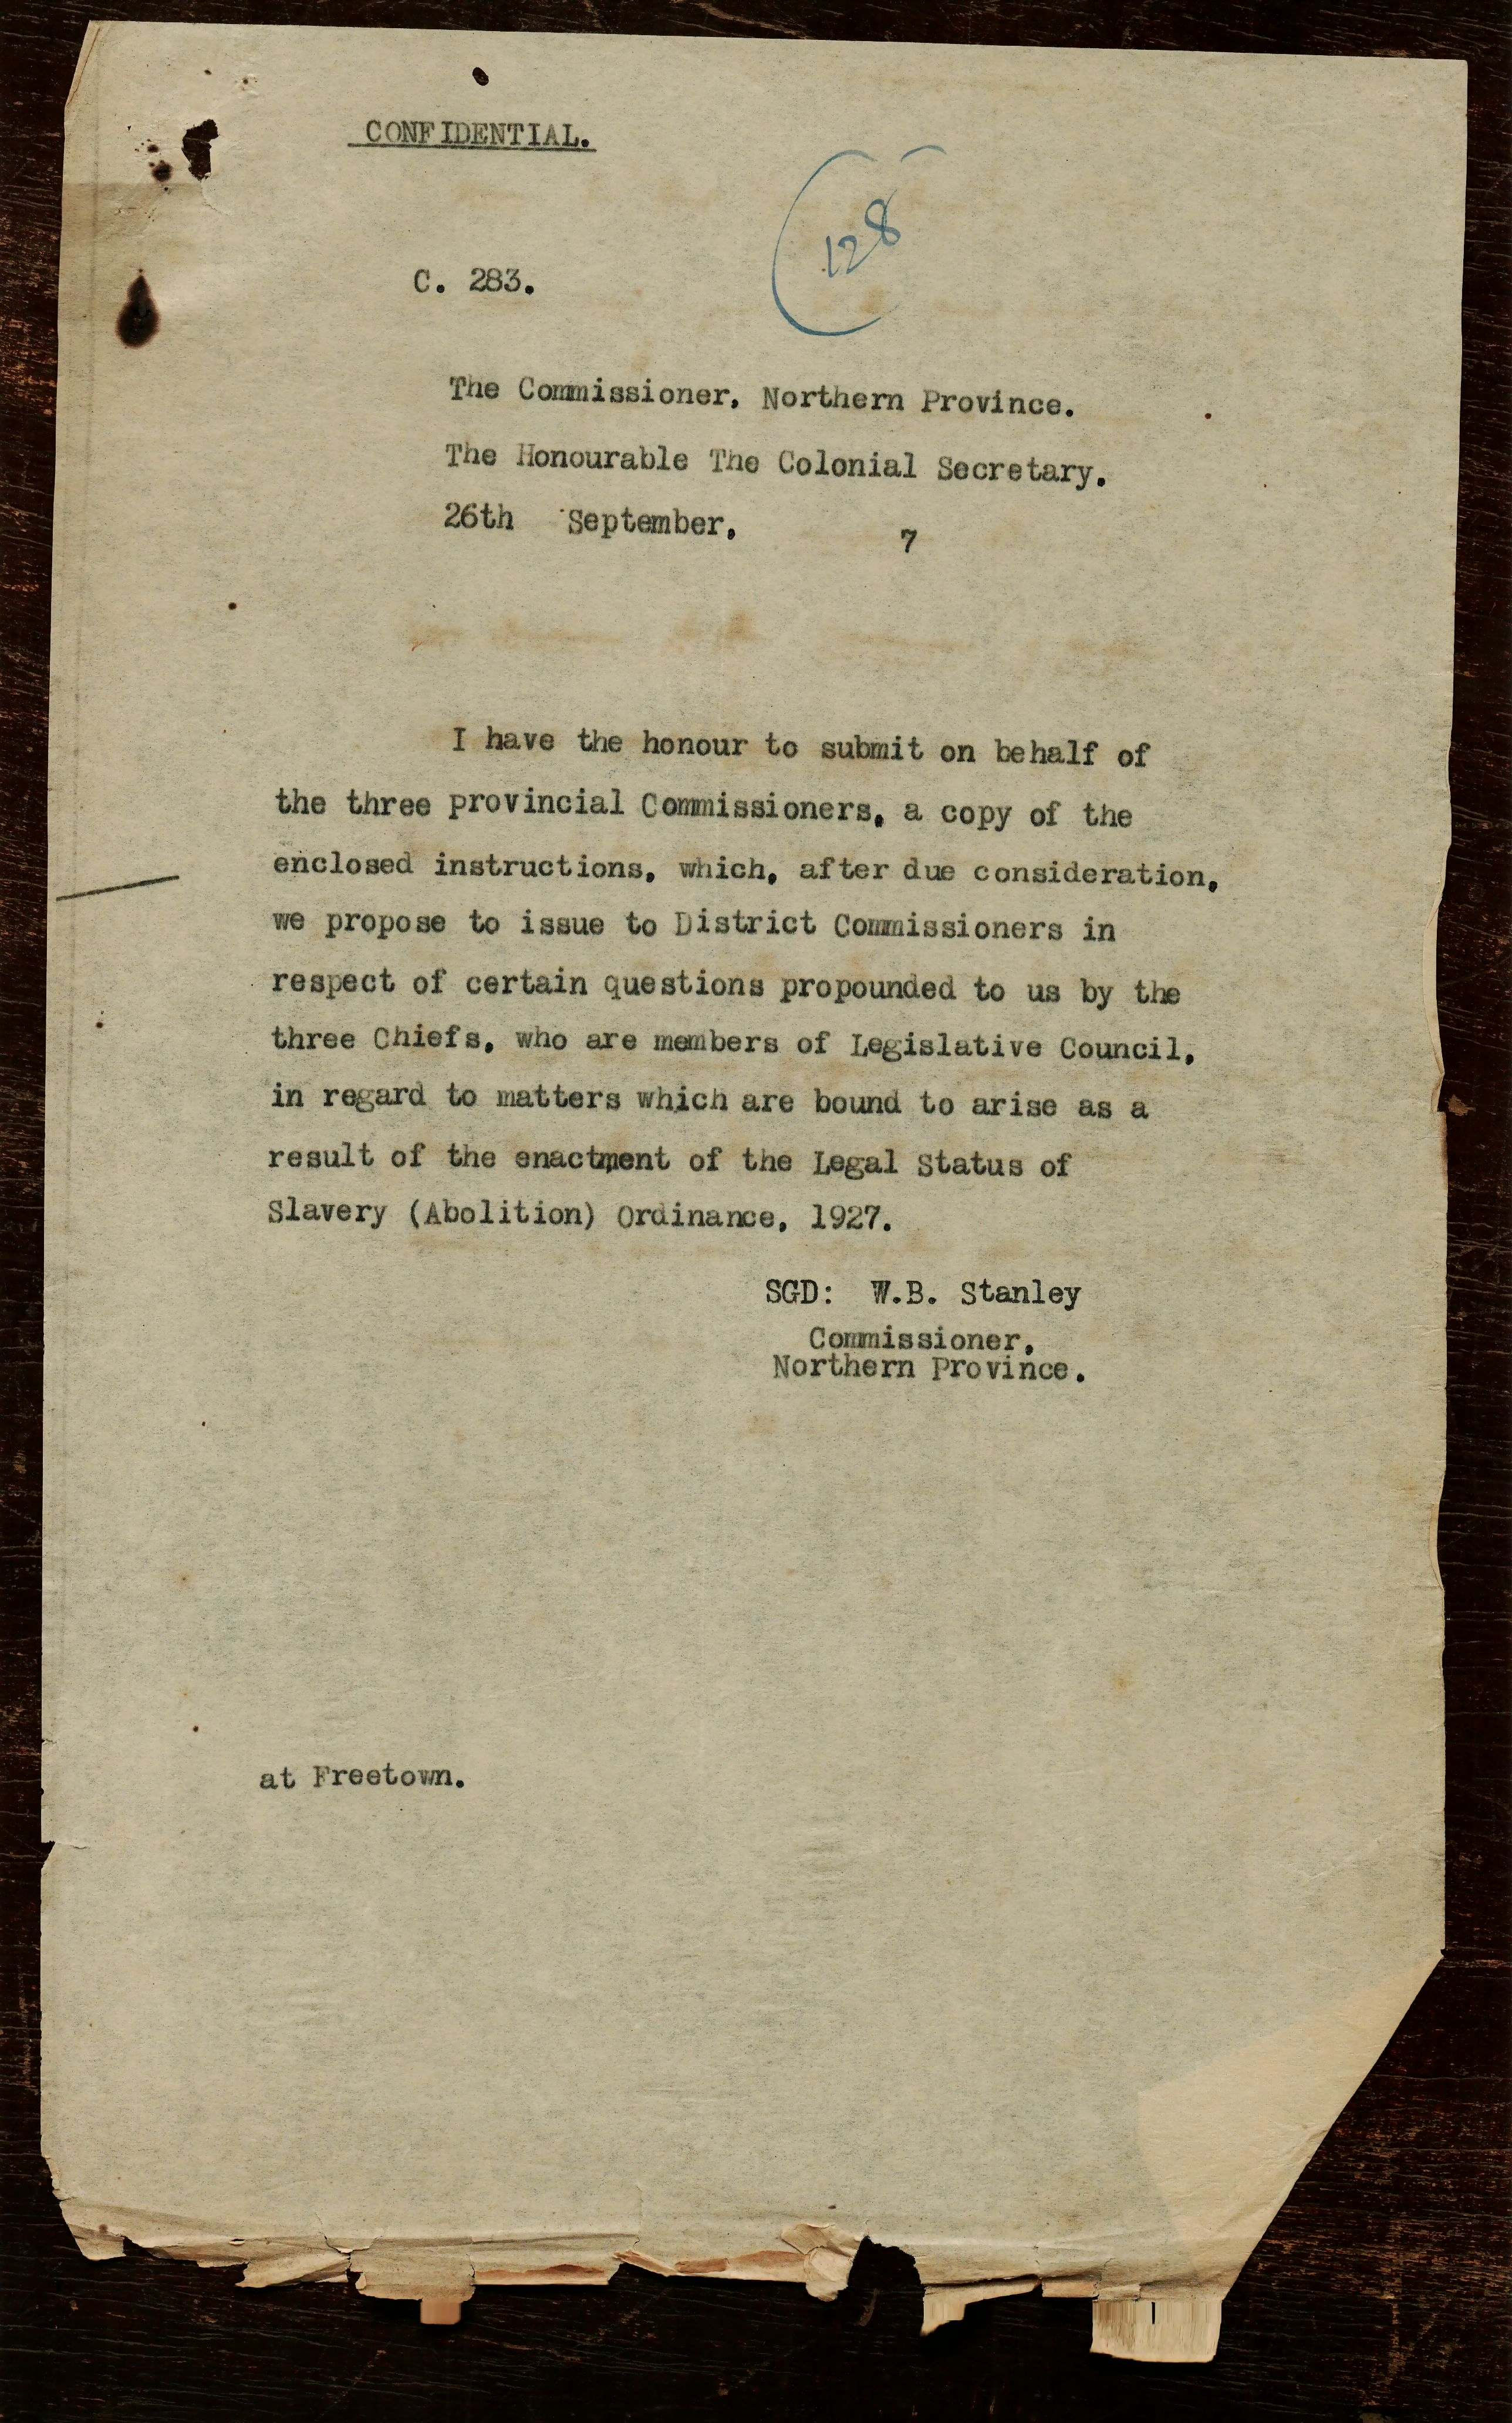 CONFIDENTIAL.
128
C. 283.
The Commissioner, Northern Province.
The Honourable The Colonial Secretary.
26th September, 7
I have the honour to submit on behalf of
the three provincial Commissioners, a copy of the
enclosed instructions, which, after due consideration,
we propose to issue to District Commissioners in
respect of certain questions propounded to us by the
three Chiefs, who are members of Legislative Council,
in regard to matters which are bound to arise as a
result of the enactment of the Legal Status of
Slavery (Abolition) Ordinance, 1927.
SGD: W.B. Stanley
Commissioner,
Northern Province.
at Freetown.